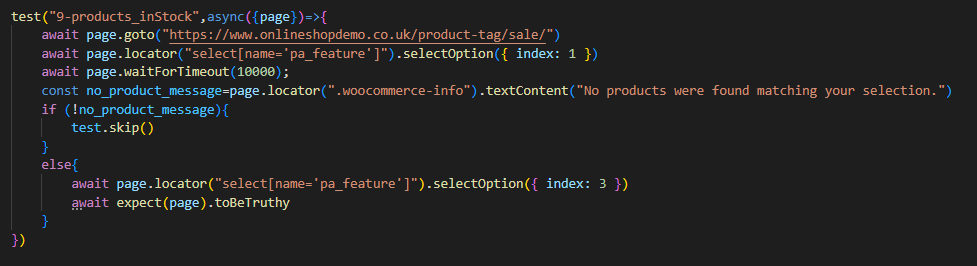 test("9-products_inStock",async({page})=>{
    await page.goto("https://www.onlineshopdemo.co.uk/product-tag/sale/")
    await page.locator("select[name='pa_feature']").selectOption({ index: 1 })
    await page.waitForTimeout(10000);
    const no_product_message=page.locator(".woocommerce-info").textContent("No products were found matching your selection.")
    if (!no_product_message){
        test.skip()
    }
    else{
        await page.locator("select[name='pa_feature']").selectOption({ index: 3 })
        await expect(page).toBeTruthy
    }
})